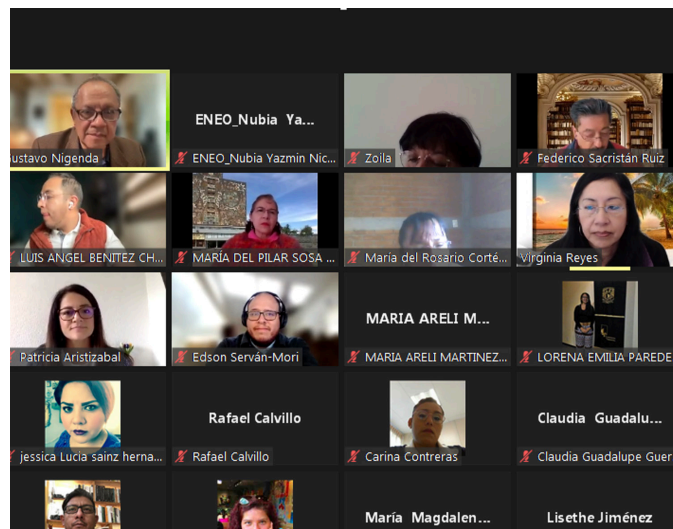 ustavo Nigenda
ENEO_Nubia Ya...
ENEO_Nubia Yazmin Nic...
Zoila
Federico Sacristán Ruiz
LUIS ANGEL BENITEZ CH...
MARÍA DEL PILAR SOSA ...
María del Rosario Corté...
Virginia Reyes
Patricia Aristizabal
Edson Serván-Mori
MARIA ARELI M...
MARIA ARELI MARTINEZ...
LORENA EMILIA PAREDE
jessica Lucia sainz herna...
Rafael Calvillo
Rafael Calvillo
Carina Contreras
Claudia Guadalu...
Claudia Guadalupe Guer
María Magdalen...
Lisethe Jiménez